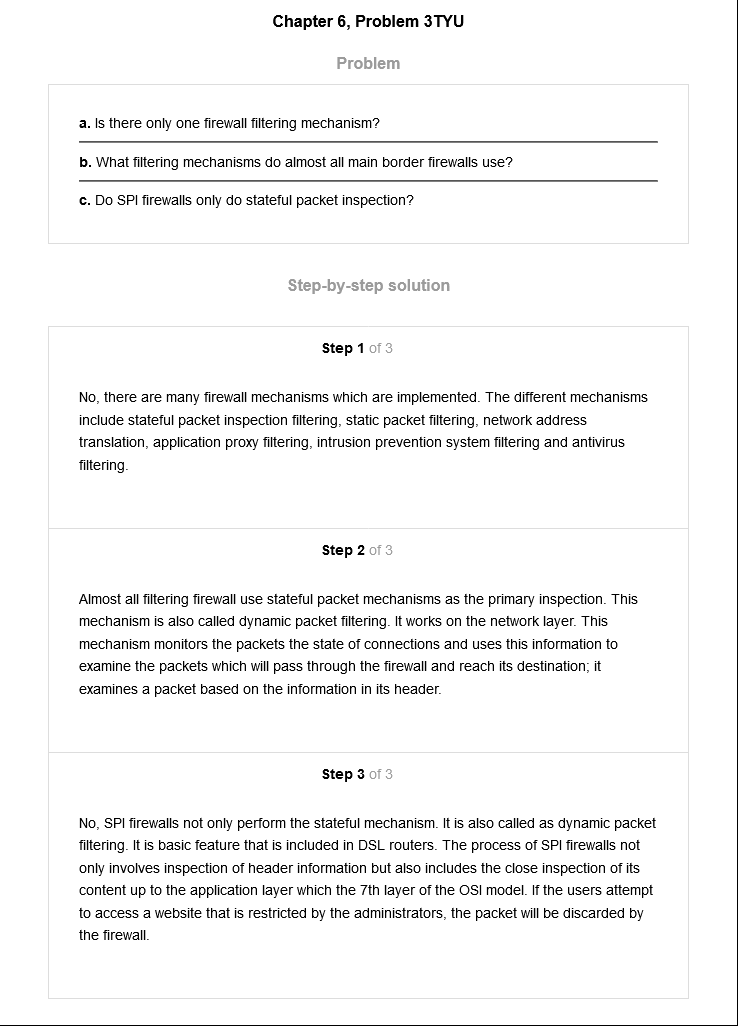 Chapter 6, Problem 3TYU
Problem
a. Is there only one firewall filtering mechanism?
b. What filtering mechanisms do almost all main border firewalls use?
c. Do SPI firewalls only do stateful packet inspection?
Step-by-step solution
Step 1 of 3
No, there are many firewall mechanisms which are implemented. The different mechanisms
include stateful packet inspection filtering, static packet filtering, network address
translation, application proxy filtering, intrusion prevention system filtering and antivirus
filtering.
Step 2 of 3
Almost all filtering firewall use stateful packet mechanisms as the primary inspection. This
mechanism is also called dynamic packet filtering. It works on the network layer. This
mechanism monitors the packets the state of connections and uses this information to
examine the packets which will pass through the firewall and reach its destination; it
examines a packet based on the information in its header.
Step 3 of 3
No, SPI firewalls not only perform the stateful mechanism. It is also called as dynamic packet
filtering. It is basic feature that is included in DSL routers. The process of SPI firewalls not
only involves inspection of header information but also includes the close inspection of its
content up to the application layer which the 7th layer of the OSI model. If the users attempt
to access a website that is restricted by the administrators, the packet will be discarded by
the firewall.